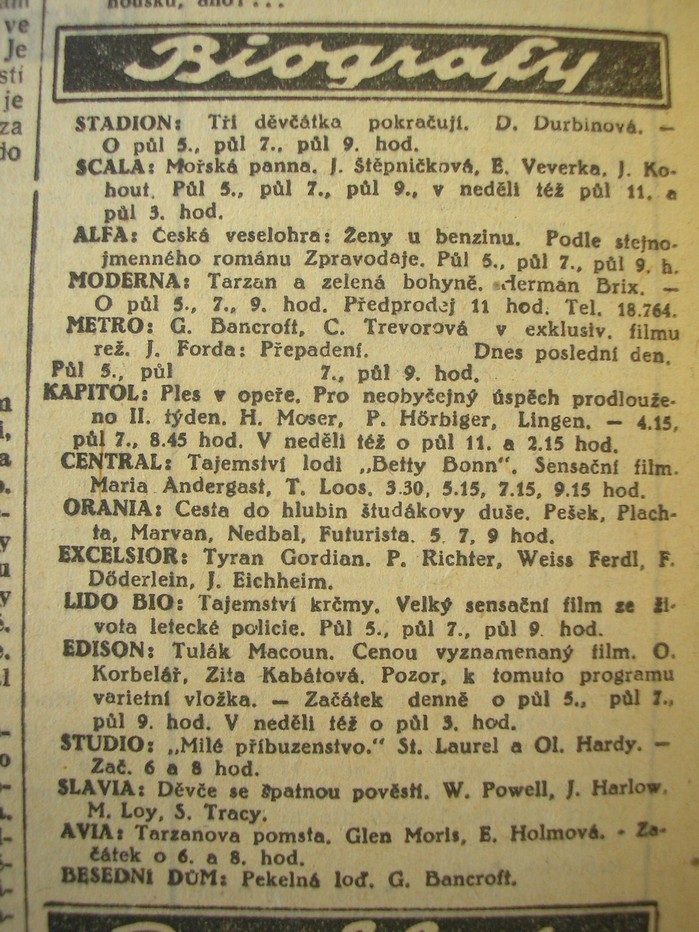 housku, ahoř...
ve
Je
stí
je
za
do
Biografy
STADION: Tři děvčátka pokračují. D. Durbinová. —
O půl 5., půl 7., půl 9. hod.
SCALA: Mořská panna. J. Štěpničková, E. Veverka, J. Ko-
hout. Půl 5., půl 7., půl 9., v neděli též půl 11. a
půl 3. hod.
ALFA: Česká veselohra: Ženy u benzinu. Podle stejno-
jmenného románu Zpravodaje. Půl 5., půl 7., půl 9. h.
MODERNA: Tarzan a zelená bohyně. Herman Brix. —
O půl 5., 7., 9. hod. Předprodej 11 hod. Tel. 18.764.
METRO: G. Bancroft, C. Trevorová v exklusiv. filmu
rež. J. Forda: Přepadení. Dnes poslední den.
Půl 5., půl 7., půl 9. hod.
KAPITOL: Ples v opeře. Pro neobyčejný úspěch prodlouže-
no II. týden. H. Moser, P. Hörbiger, Lingen. — 4.15,
půl 7., 8.45 hod. V neděli též o půl 11. a 2.15 hod.
CENTRAL: Tajemství lodi „Betty Bonn“. Sensační film.
Maria Andergast, T. Loos. 3.30, 5.15, 7.15, 9.15 hod.
ORANIA: Cesta do hlubin študákovy duše. Pešek, Plach-
ta, Marvan, Nedbal, Futurista. 5. 7, 9 hod.
EXCELSIOR: Tyran Gordian. P. Richter, Weiss Ferdl, F.
Döderlein, J. Eichheim.
LIDO BIO: Tajemství krčmy. Velký sensační film ze ži-
vota letecké policie. Půl 5., půl 7., půl 9. hod.
EDISON: Tulák Macoun. Cenou vyznamenaný film. O.
Korbelář, Zita Kabátová. Pozor, k tomuto programu
varietní vložka. — Začátek denně o půl 5., půl 7.,
půl 9. hod. V neděli též o půl 3. hod.
STUDIO: „Milé příbuzenstvo.“ St. Laurel a Ol. Hardy. —
Zač. 6 a 8 hod.
SLAVIA: Děvče se špatnou pověstí. W. Powell, J. Harlow.
M. Loy, S. Tracy.
AVIA: Tarzanova pomsta. Glen Moris, E. Holmová. - Za-
čátek o 6. a 8. hod.
BESEDNÍ DŮM: Pekelná loď. G. Bancroft.